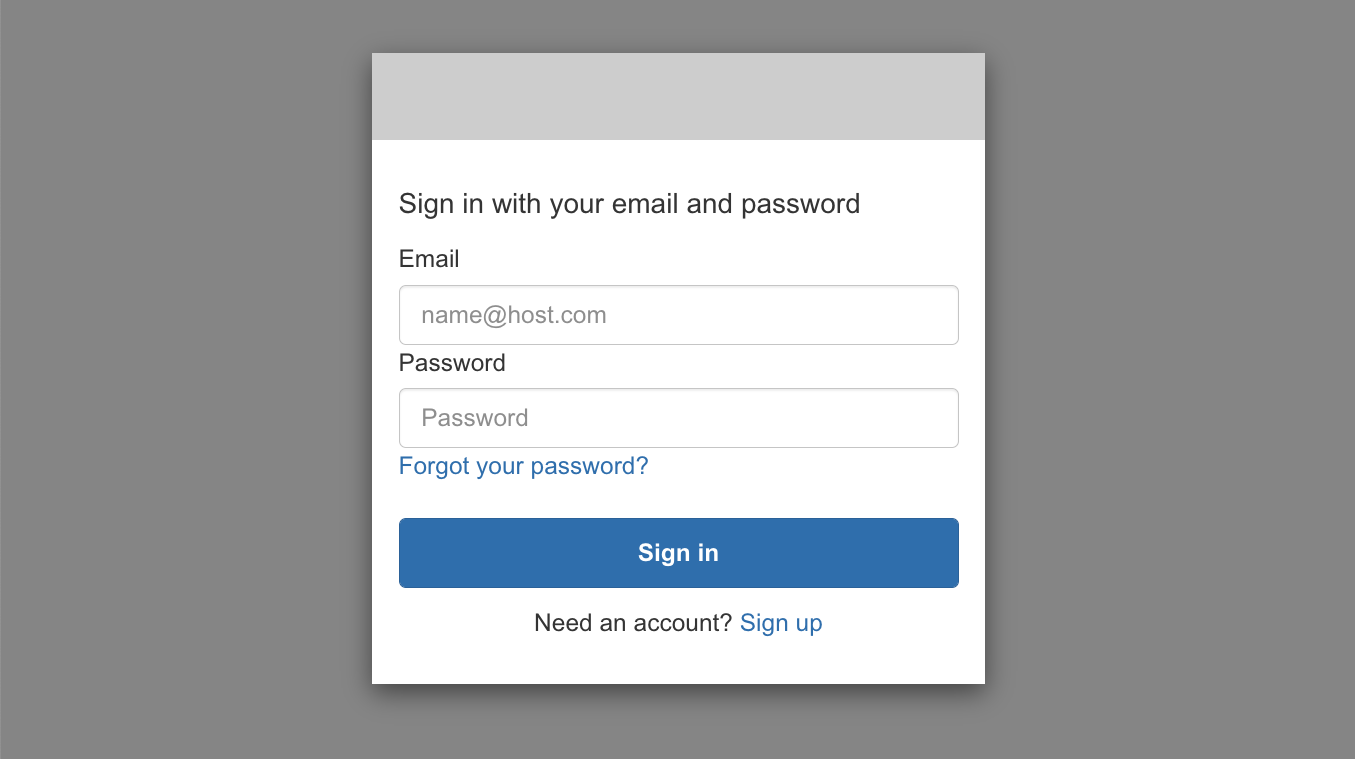 Sign in with your email and password
Email
name@host.com
Password
Password
Forgot your password?
Sign in
Need an account? Sign up